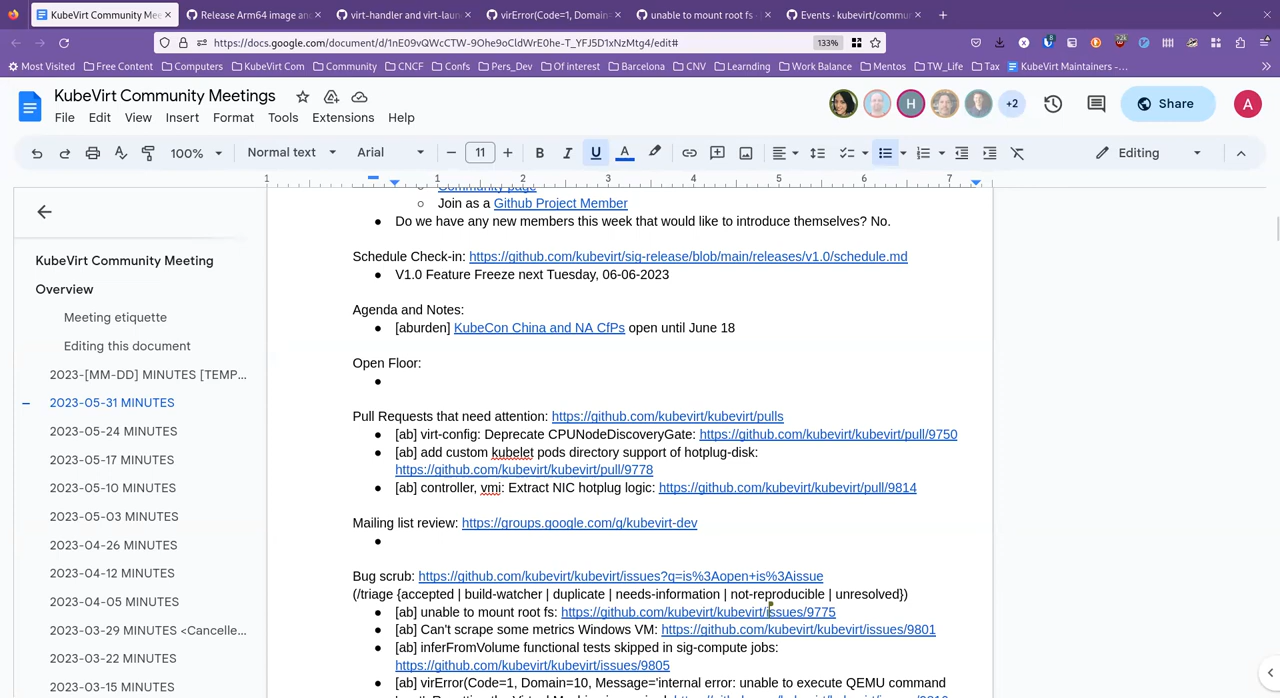 KubeVirt Community Mee
Release Arm64 image an
virt-handler and virt-laun
virError(Code=1, Domain=
unable to mount root fs ·
Events · kubevirt/commu
https://docs.google.com/document/d/1nE09vQWcCTW-9Ohe9oCldWrE0he-T_YFJ5D1xNzMtg4/edit#
133%
Most Visited
Free Content
Computers
KubeVirt Com
Community
CNCF
Confs
Pers_Dev
Of interest
Barcelona
CNV
Learnding
Work Balance
Mentos
TW_Life
Tax
KubeVirt Maintainers -...
KubeVirt Community Meetings
File Edit View Insert Format Tools Extensions Help
H
+2
Share
A
100%
Normal text
Arial
11
B I U A
Editing
1 1 2 3 4 5 6 7
KubeVirt Community Meeting
Overview
Meeting etiquette
Editing this document
2023-[MM-DD] MINUTES [TEMP...
2023-05-31 MINUTES
2023-05-24 MINUTES
2023-05-17 MINUTES
2023-05-10 MINUTES
2023-05-03 MINUTES
2023-04-26 MINUTES
2023-04-12 MINUTES
2023-04-05 MINUTES
2023-03-29 MINUTES <Cancelle...
2023-03-22 MINUTES
2023-03-15 MINUTES
Community page
Join as a Github Project Member
Do we have any new members this week that would like to introduce themselves? No.
Schedule Check-in: https://github.com/kubevirt/sig-release/blob/main/releases/v1.0/schedule.md
V1.0 Feature Freeze next Tuesday, 06-06-2023
Agenda and Notes:
[aburden] KubeCon China and NA CfPs open until June 18
Open Floor:
Pull Requests that need attention: https://github.com/kubevirt/kubevirt/pulls
[ab] virt-config: Deprecate CPUNodeDiscoveryGate: https://github.com/kubevirt/kubevirt/pull/9750
[ab] add custom kubelet pods directory support of hotplug-disk:
https://github.com/kubevirt/kubevirt/pull/9778
[ab] controller, vmi: Extract NIC hotplug logic: https://github.com/kubevirt/kubevirt/pull/9814
Mailing list review: https://groups.google.com/g/kubevirt-dev
Bug scrub: https://github.com/kubevirt/kubevirt/issues?q=is%3Aopen+is%3Aissue
(/triage {accepted | build-watcher | duplicate | needs-information | not-reproducible | unresolved})
[ab] unable to mount root fs: https://github.com/kubevirt/kubevirt/issues/9775
[ab] Can't scrape some metrics Windows VM: https://github.com/kubevirt/kubevirt/issues/9801
[ab] inferFromVolume functional tests skipped in sig-compute jobs:
https://github.com/kubevirt/kubevirt/issues/9805
[ab] virError(Code=1, Domain=10, Message='internal error: unable to execute QEMU command